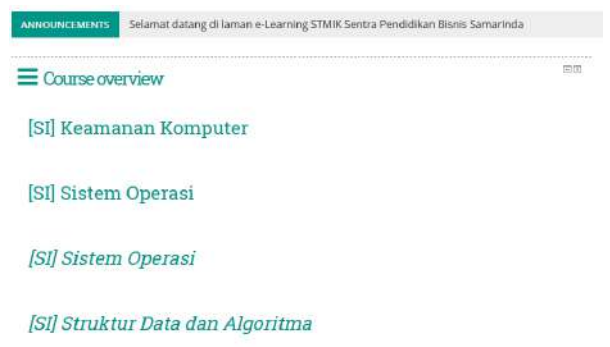 ANNOUNCEMENTS Selamat datang di laman e-Learning STMIK Sentra Pendidikan Bisnis Samarinda
Course overview
[SI] Keamanan Komputer
[SI] Sistem Operasi
[SI] Sistem Operasi
[SI] Struktur Data dan Algoritma